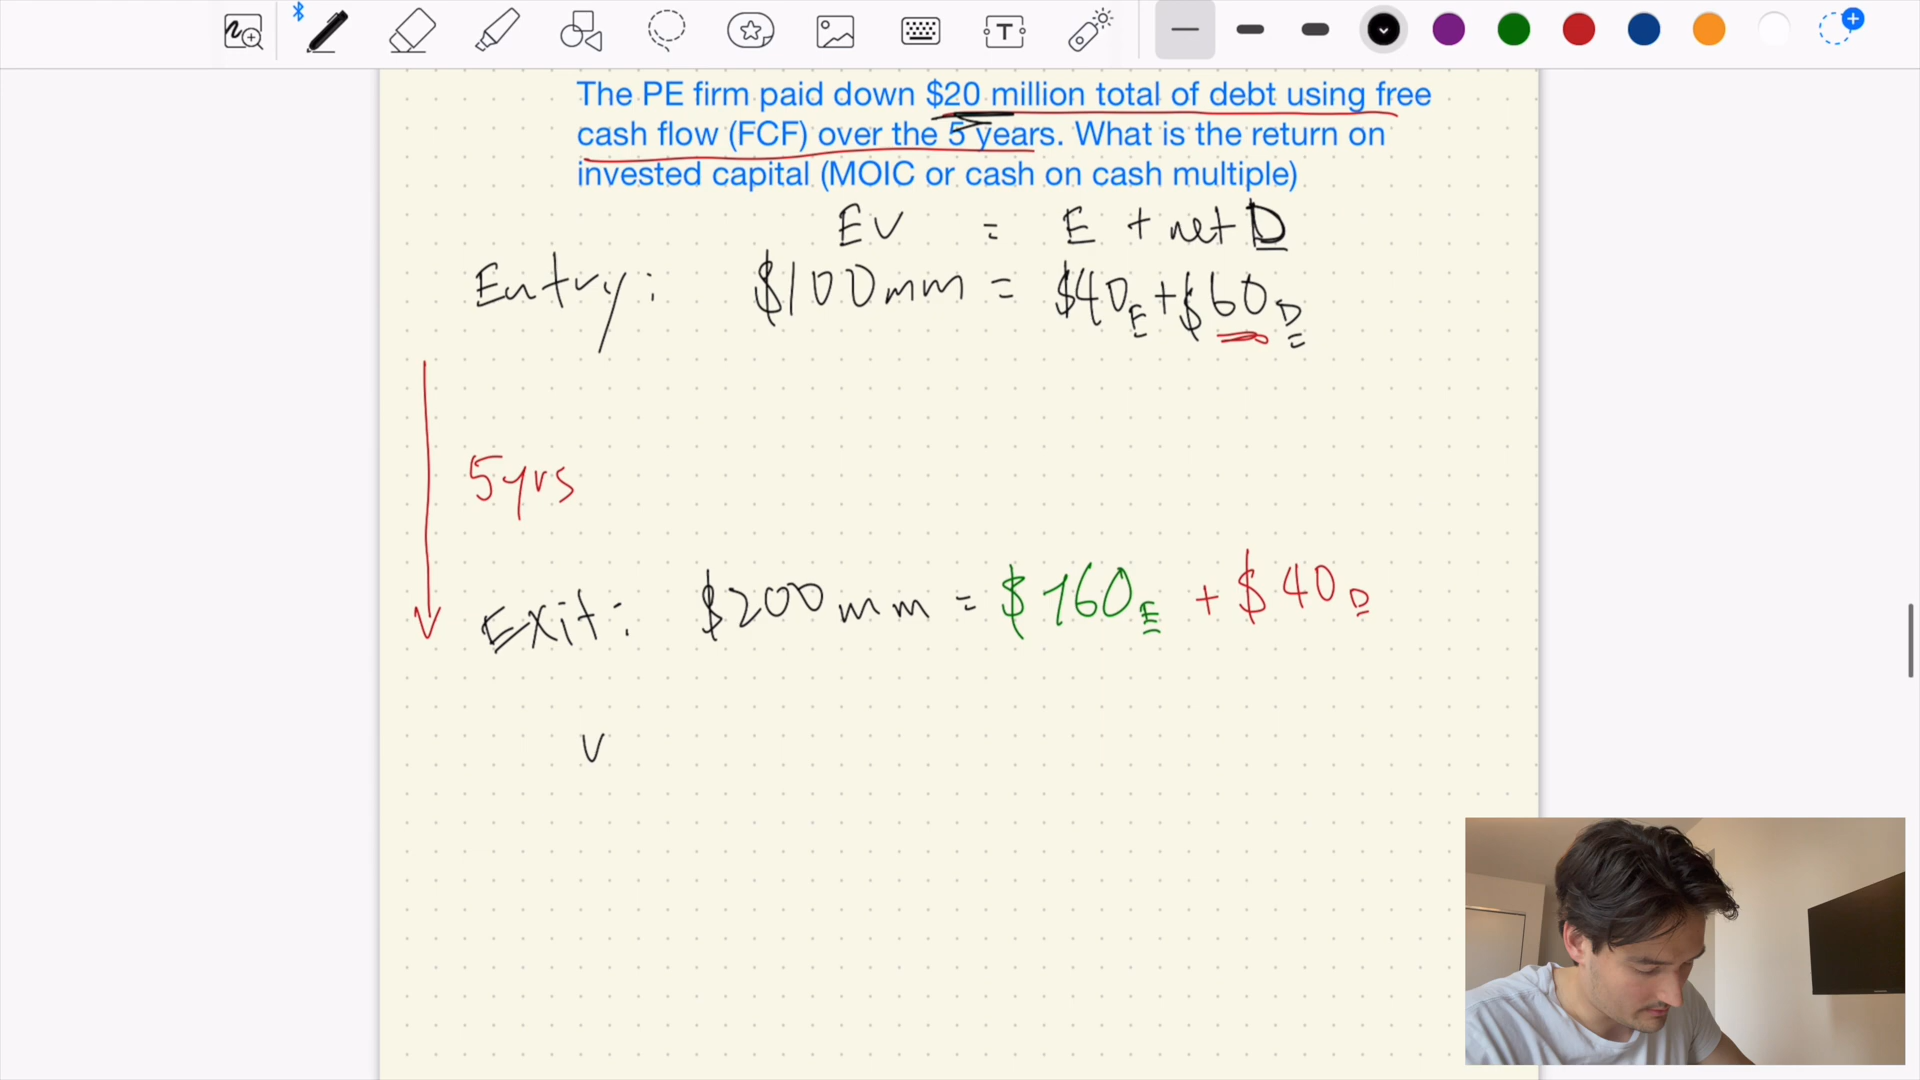 The PE firm paid down $20 million total of debt using free
cash flow (FCF) over the 5 years. What is the return on
invested capital (MOIC or cash on cash multiple)
EV = E + net D
Entry: $100mm = $40E + $60D
5yrs
Exit: $200mm = $160E + $40D
V
T